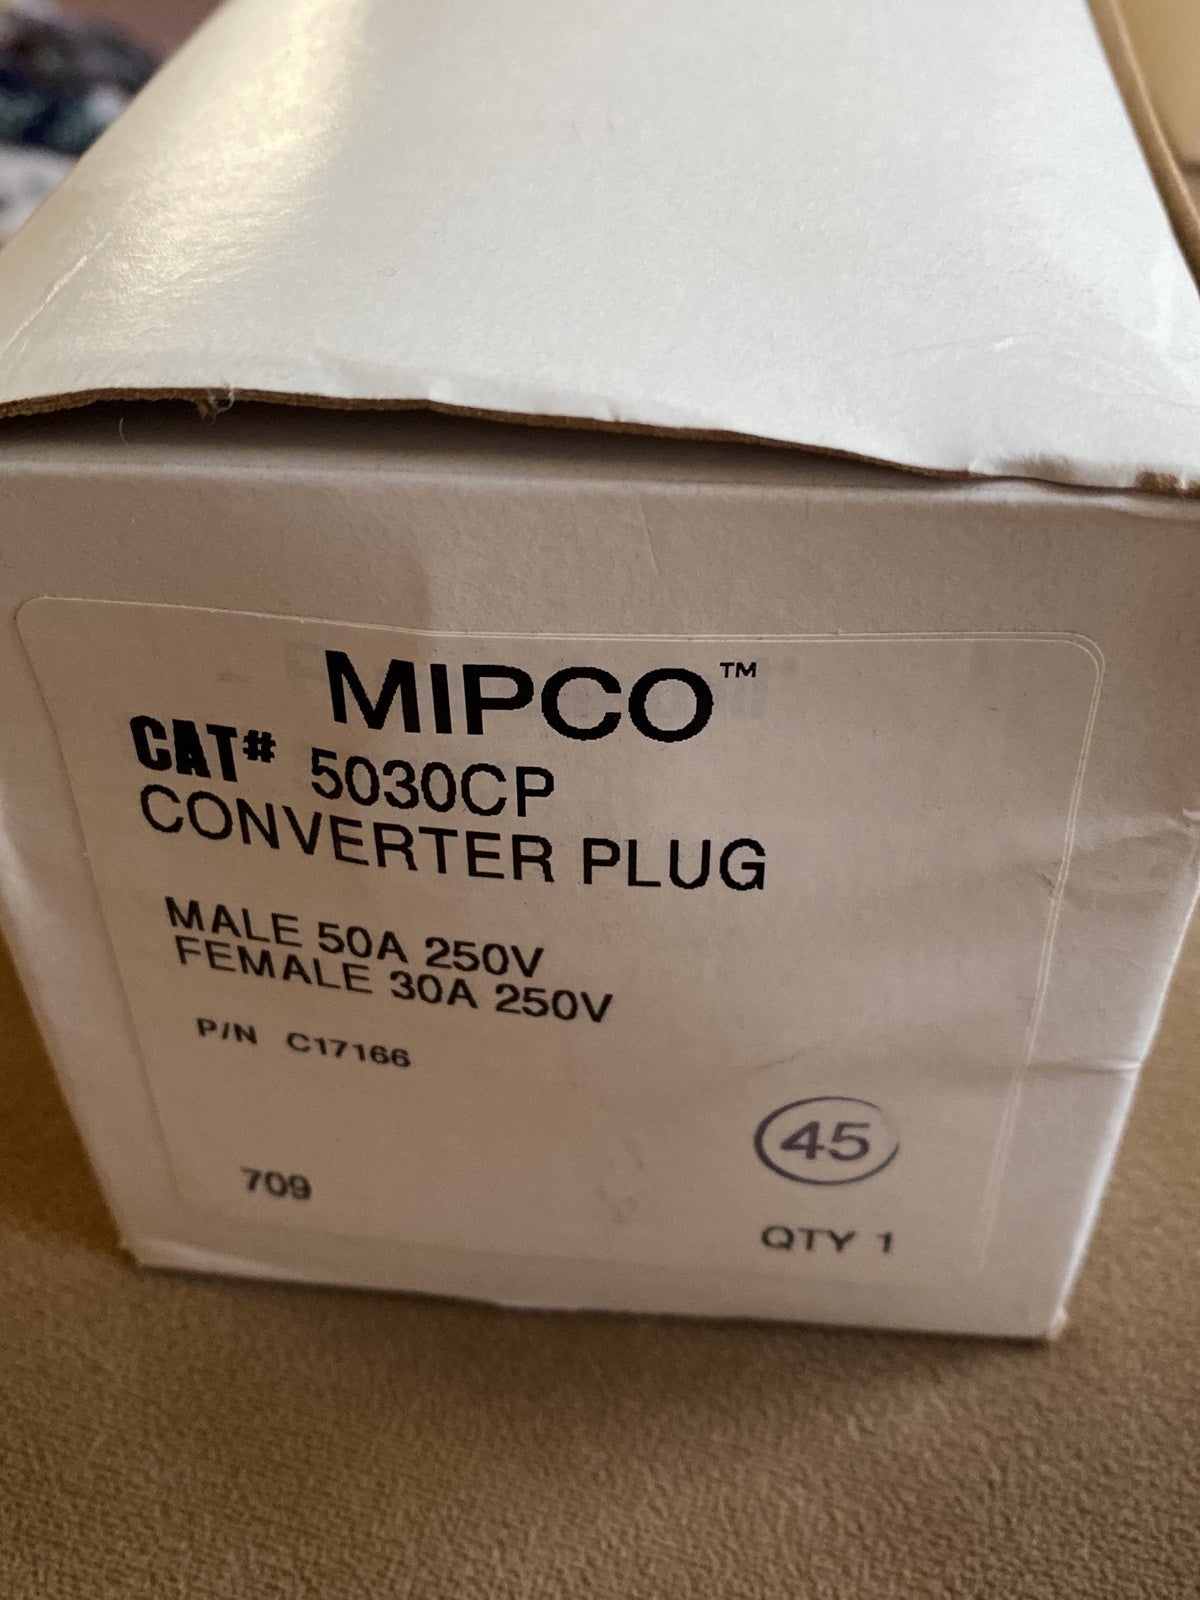 MIPCO™
CAT# 5030CP
CONVERTER PLUG
MALE 50A 250V
FEMALE 30A 250V
P/N C17166
45
709
QTY 1